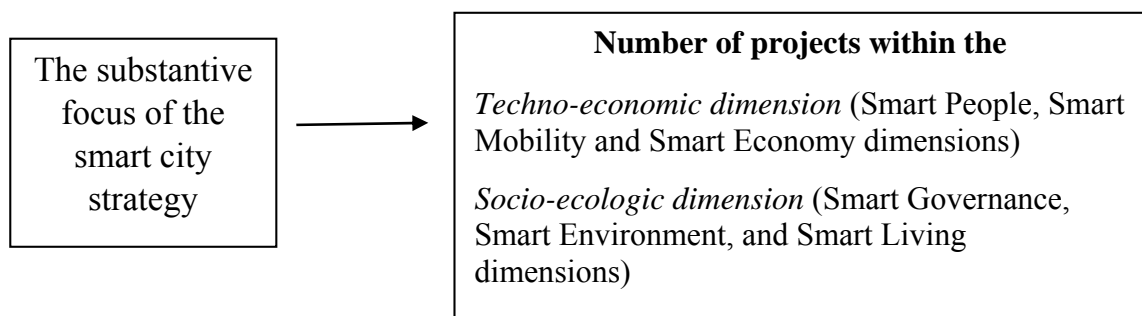 The substantive
focus of the
smart city
strategy
Number of projects within the
Techno-economic dimension (Smart People, Smart
Mobility and Smart Economy dimensions)
Socio-ecologic dimension (Smart Governance,
Smart Environment, and Smart Living
dimensions)